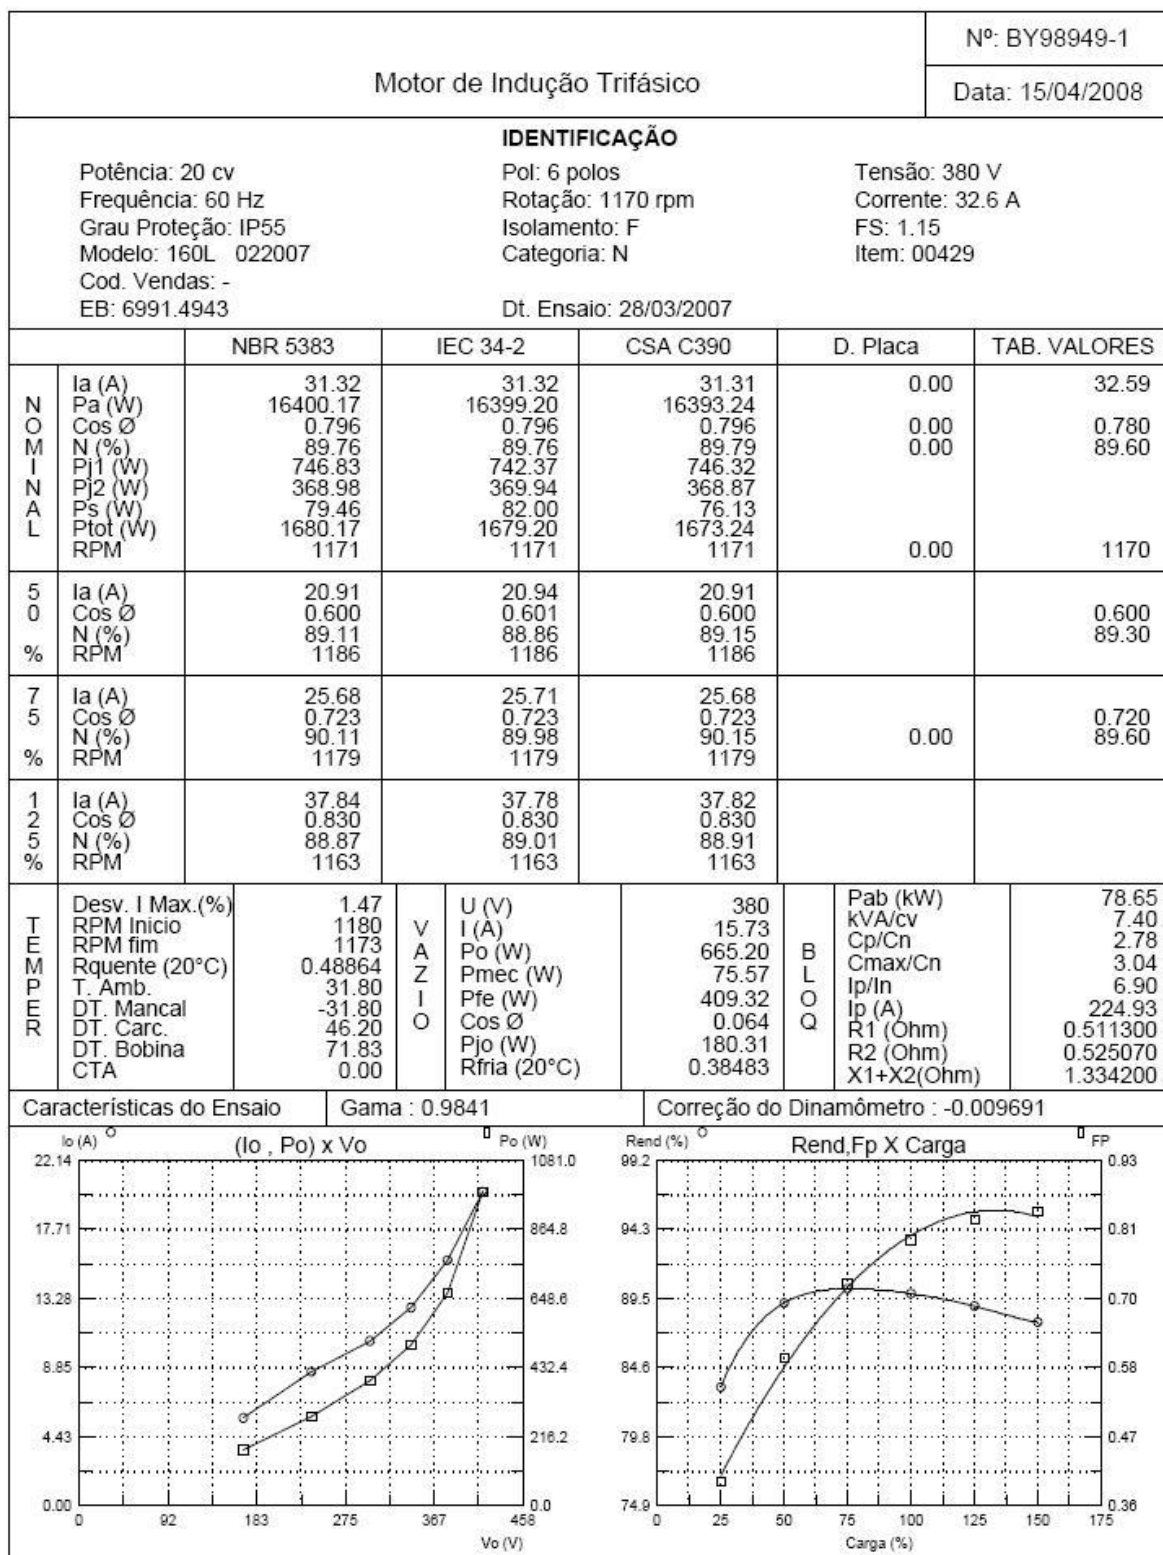 Nº: BY98949-1
Motor de Indução Trifásico
Data: 15/04/2008
IDENTIFICAÇÃO
Potência: 20 cv Pol: 6 polos Tensão: 380 V
Frequência: 60 Hz Rotação: 1170 rpm Corrente: 32.6 A
Grau Proteção: IP55 Isolamento: F FS: 1.15
Modelo: 160L 022007 Categoria: N Item: 00429
Cod. Vendas: -
EB: 6991.4943 Dt. Ensaio: 28/03/2007
NBR 5383 IEC 34-2 CSA C390 D. Placa TAB. VALORES
NOMINAL
Ia (A) 31.32 31.32 31.31 0.00 32.59
Pa (W) 16400.17 16399.20 16393.24
Cos Ø 0.796 0.796 0.796 0.00 0.780
N (%) 89.76 89.76 89.79 0.00 89.60
Pj1 (W) 746.83 742.37 746.32
Pj2 (W) 368.98 369.94 368.87
Ps (W) 79.46 82.00 76.13
Ptot (W) 1680.17 1679.20 1673.24
RPM 1171 1171 1171 0.00 1170
50 %
Ia (A) 20.91 20.94 20.91
Cos Ø 0.600 0.601 0.600 0.600
N (%) 89.11 88.86 89.15 89.30
RPM 1186 1186 1186
75 %
Ia (A) 25.68 25.71 25.68
Cos Ø 0.723 0.723 0.723 0.720
N (%) 90.11 89.98 90.15 0.00 89.60
RPM 1179 1179 1179
125%
Ia (A) 37.84 37.78 37.82
Cos Ø 0.830 0.830 0.830
N (%) 88.87 89.01 88.91
RPM 1163 1163 1163
TEMPER
Desv. I Max.(%) 1.47
RPM Inicio 1180
RPM fim 1173
Rquente (20°C) 0.48864
T. Amb. 31.80
DT. Mancal -31.80
DT. Carc. 46.20
DT. Bobina 71.83
CTA 0.00
VAZIO
U (V) 380
I (A) 15.73
Po (W) 665.20
Pmec (W) 75.57
Pfe (W) 409.32
Cos Ø 0.064
Pjo (W) 180.31
Rfria (20°C) 0.38483
BLOQ
Pab (kW) 78.65
kVA/cv 7.40
Cp/Cn 2.78
Cmax/Cn 3.04
Ip/In 6.90
Ip (A) 224.93
R1 (Ohm) 0.511300
R2 (Ohm) 0.525070
X1+X2(Ohm) 1.334200
Características do Ensaio Gama : 0.9841 Correção do Dinamômetro : -0.009691
Io (A) (Io , Po) x Vo Po (W)
22.14 1081.0
17.71 864.8
13.28 648.6
8.85 432.4
4.43 216.2
0.00 0.0
0 92 183 275 367 458
Vo (V)
Rend (%) Rend,Fp X Carga FP
99.2 0.93
94.3 0.81
89.5 0.70
84.6 0.58
79.8 0.47
74.9 0.36
0 25 50 75 100 125 150 175
Carga (%)